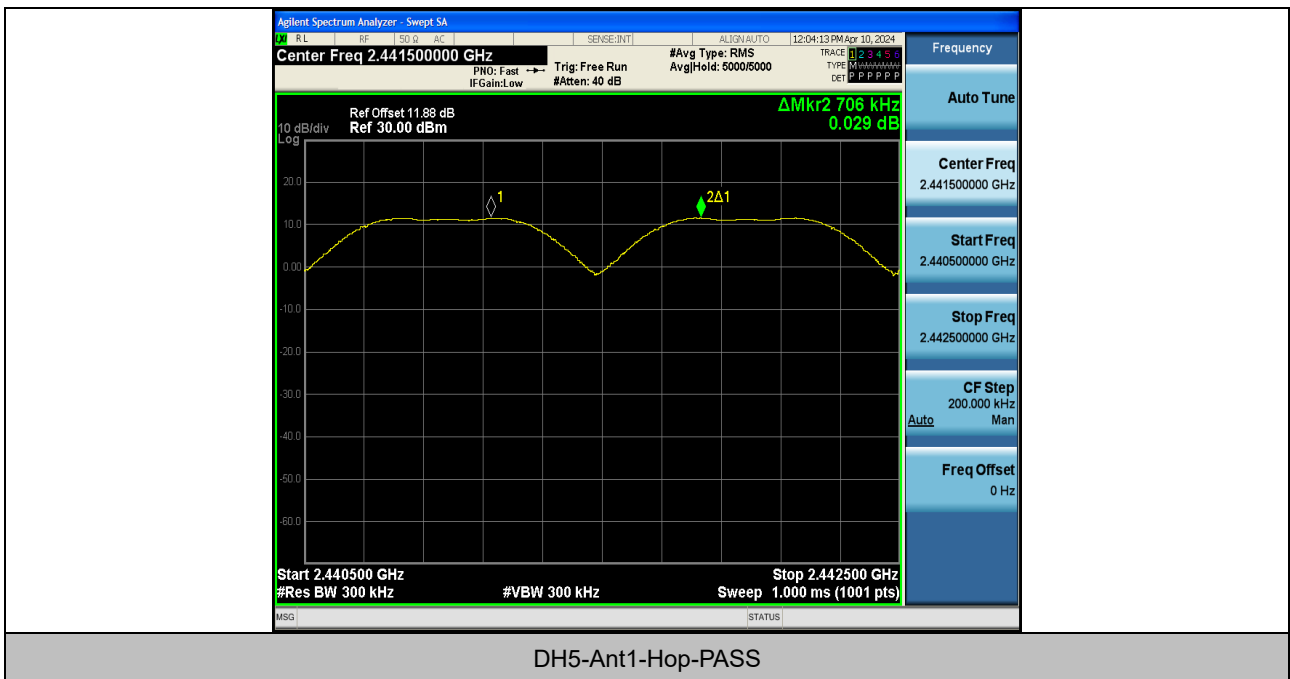 Agilent Spectrum Analyzer - Swept SA
LXI RL RF 50 Ω AC SENSE:INT ALIGN AUTO 12:04:13 PM Apr 10, 2024
Center Freq 2.441500000 GHz
PNO: Fast
IFGain:Low
Trig: Free Run
#Atten: 40 dB
#Avg Type: RMS
Avg|Hold: 5000/5000
TRACE 1 2 3 4 5 6
TYPE M
DET P P P P P P
Frequency
Ref Offset 11.88 dB
10 dB/div Ref 30.00 dBm
Log
ΔMkr2 706 kHz
0.029 dB
20.0
10.0
0.00
-10.0
-20.0
-30.0
-40.0
-50.0
-60.0
1
2Δ1
Start 2.440500 GHz Stop 2.442500 GHz
#Res BW 300 kHz #VBW 300 kHz Sweep 1.000 ms (1001 pts)
MSG STATUS
Auto Tune
Center Freq
2.441500000 GHz
Start Freq
2.440500000 GHz
Stop Freq
2.442500000 GHz
CF Step
200.000 kHz
Auto Man
Freq Offset
0 Hz
DH5-Ant1-Hop-PASS